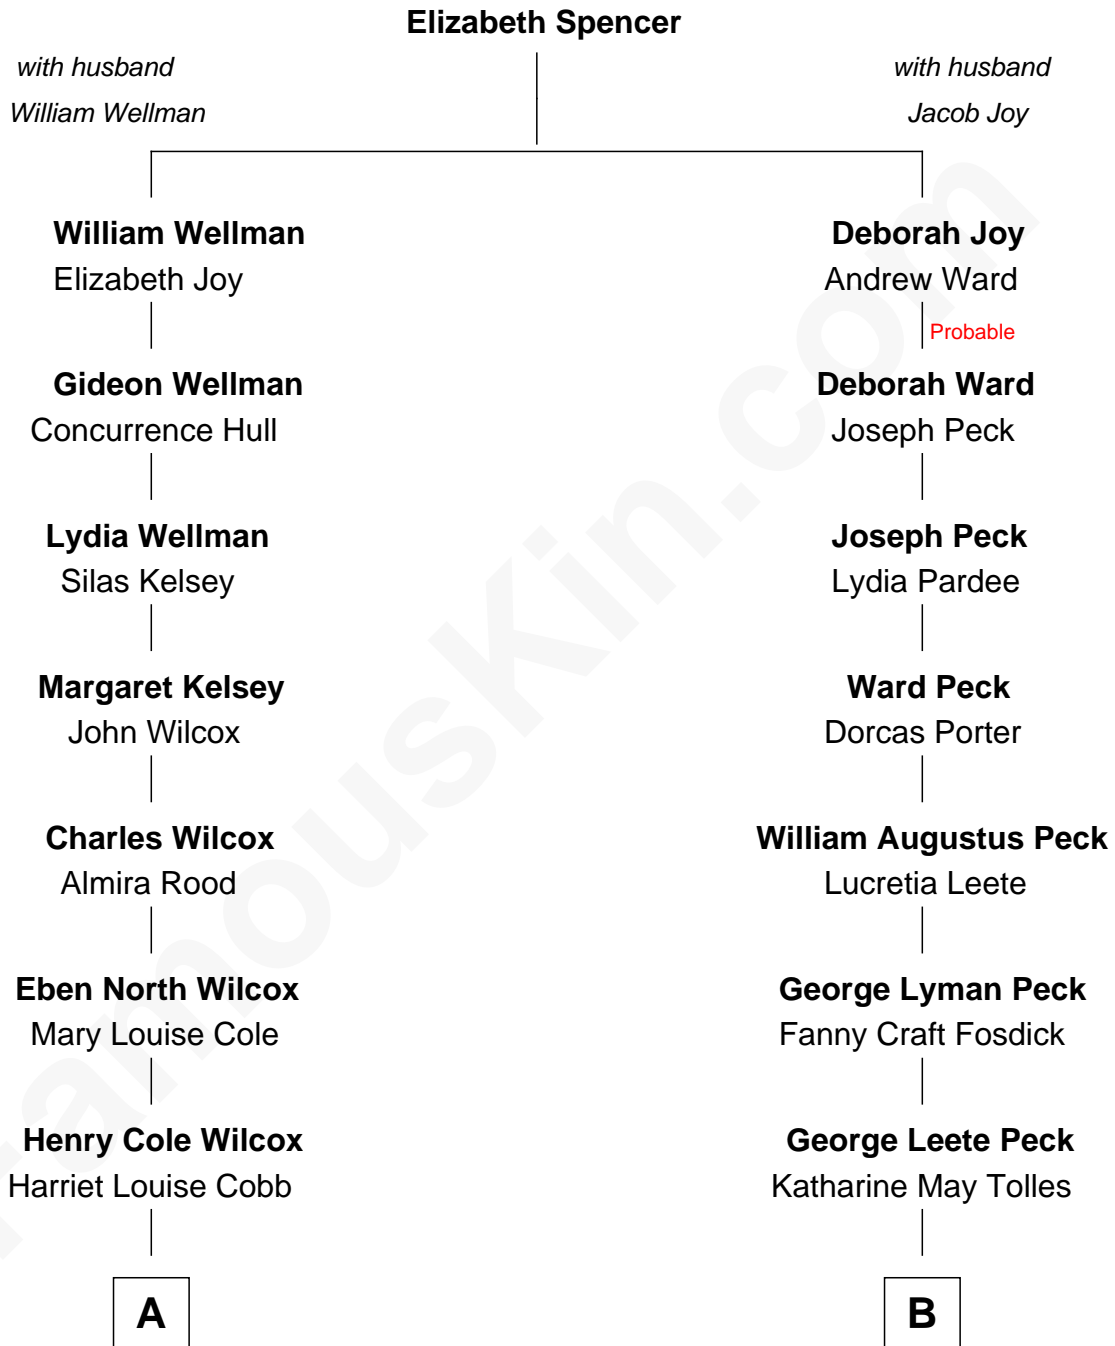 Elizabeth Spencer
with husband
William Wellman
with husband
Jacob Joy
William Wellman
Elizabeth Joy
Deborah Joy
Andrew Ward
Probable
Gideon Wellman
Concurrence Hull
Deborah Ward
Joseph Peck
Lydia Wellman
Silas Kelsey
Joseph Peck
Lydia Pardee
Margaret Kelsey
John Wilcox
Ward Peck
Dorcas Porter
Charles Wilcox
Almira Rood
William Augustus Peck
Lucretia Leete
Eben North Wilcox
Mary Louise Cole
George Lyman Peck
Fanny Craft Fosdick
Henry Cole Wilcox
Harriet Louise Cobb
George Leete Peck
Katharine May Tolles
A
B
FamousKin.com